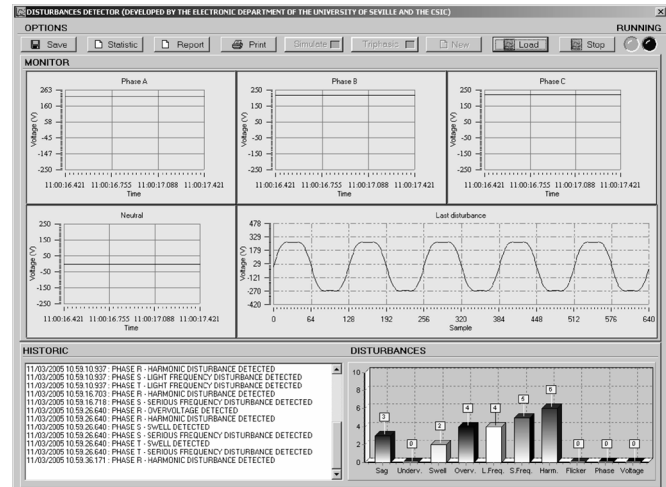 DISTURBANCES DETECTOR (DEVELOPED BY THE ELECTRONIC DEPARTMENT OF THE UNIVERSITY OF SEVILLE AND THE CSIC)
OPTIONS RUNNING
Save Statistic Report Print Simulate Triphasic New Load Stop
MONITOR
Phase A
Voltage (V)
263
160
58
-45
-147
-250
11:00:16.421 11:00:16.755 11:00:17.088 11:00:17.421
Time
Phase B
Voltage (V)
250
150
50
-50
-150
-250
11:00:16.421 11:00:16.755 11:00:17.088 11:00:17.421
Time
Phase C
Voltage (V)
250
150
50
-50
-150
-250
11:00:16.421 11:00:16.755 11:00:17.088 11:00:17.421
Time
Neutral
Voltage (V)
250
150
50
-50
-150
-250
11:00:16.421 11:00:16.755 11:00:17.088 11:00:17.421
Time
Last disturbance
Voltage (V)
478
329
179
29
-121
-270
-420
0 64 128 192 256 320 384 448 512 576 640
Sample
HISTORIC
11/03/2005 10:59:10.937 : PHASE R - HARMONIC DISTURBANCE DETECTED
11/03/2005 10:59:10.937 : PHASE S - LIGHT FREQUENCY DISTURBANCE DETECTED
11/03/2005 10:59:10.937 : PHASE T - LIGHT FREQUENCY DISTURBANCE DETECTED
11/03/2005 10:59:16.703 : PHASE R - HARMONIC DISTURBANCE DETECTED
11/03/2005 10:59:16.718 : PHASE S - SERIOUS FREQUENCY DISTURBANCE DETECTED
11/03/2005 10:59:26.640 : PHASE R - OVERVOLTAGE DETECTED
11/03/2005 10:59:26.640 : PHASE R - HARMONIC DISTURBANCE DETECTED
11/03/2005 10:59:26.640 : PHASE S - SWELL DETECTED
11/03/2005 10:59:26.640 : PHASE S - SERIOUS FREQUENCY DISTURBANCE DETECTED
11/03/2005 10:59:26.640 : PHASE T - SWELL DETECTED
11/03/2005 10:59:26.640 : PHASE T - SERIOUS FREQUENCY DISTURBANCE DETECTED
11/03/2005 10:59:36.171 : PHASE R - HARMONIC DISTURBANCE DETECTED
DISTURBANCES
10
8
6
4
2
0
3 0 2 4 4 5 6 0 0 0
Sag Underv. Swell Overv. L.Freq. S.Freq. Harm. Flicker Phase Voltage